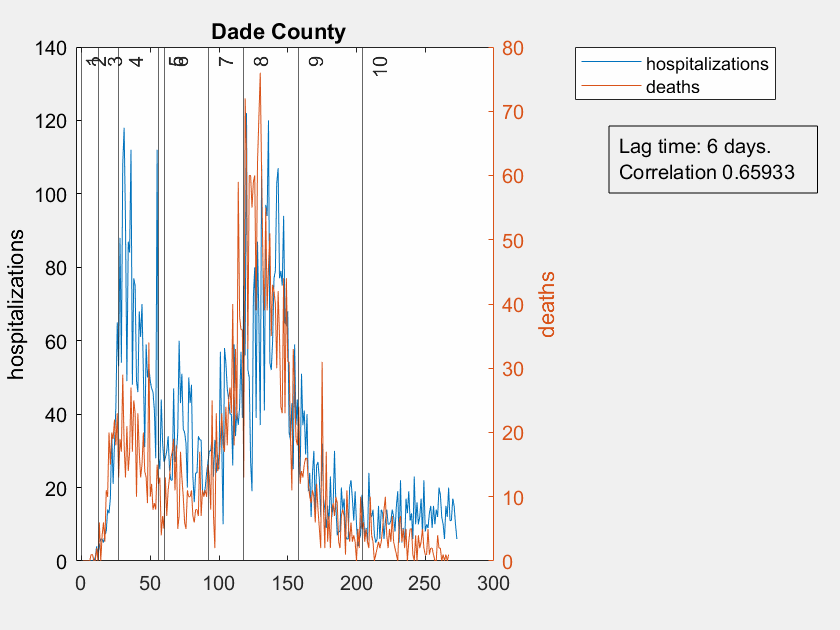 Dade County
hospitalizations
deaths
Lag time: 6 days.
Correlation 0.65933
1 2 3 4 5 6 7 8 9 10
140
120
100
80
60
40
20
0
hospitalizations
80
70
60
50
40
30
20
10
0
deaths
0 50 100 150 200 250 300